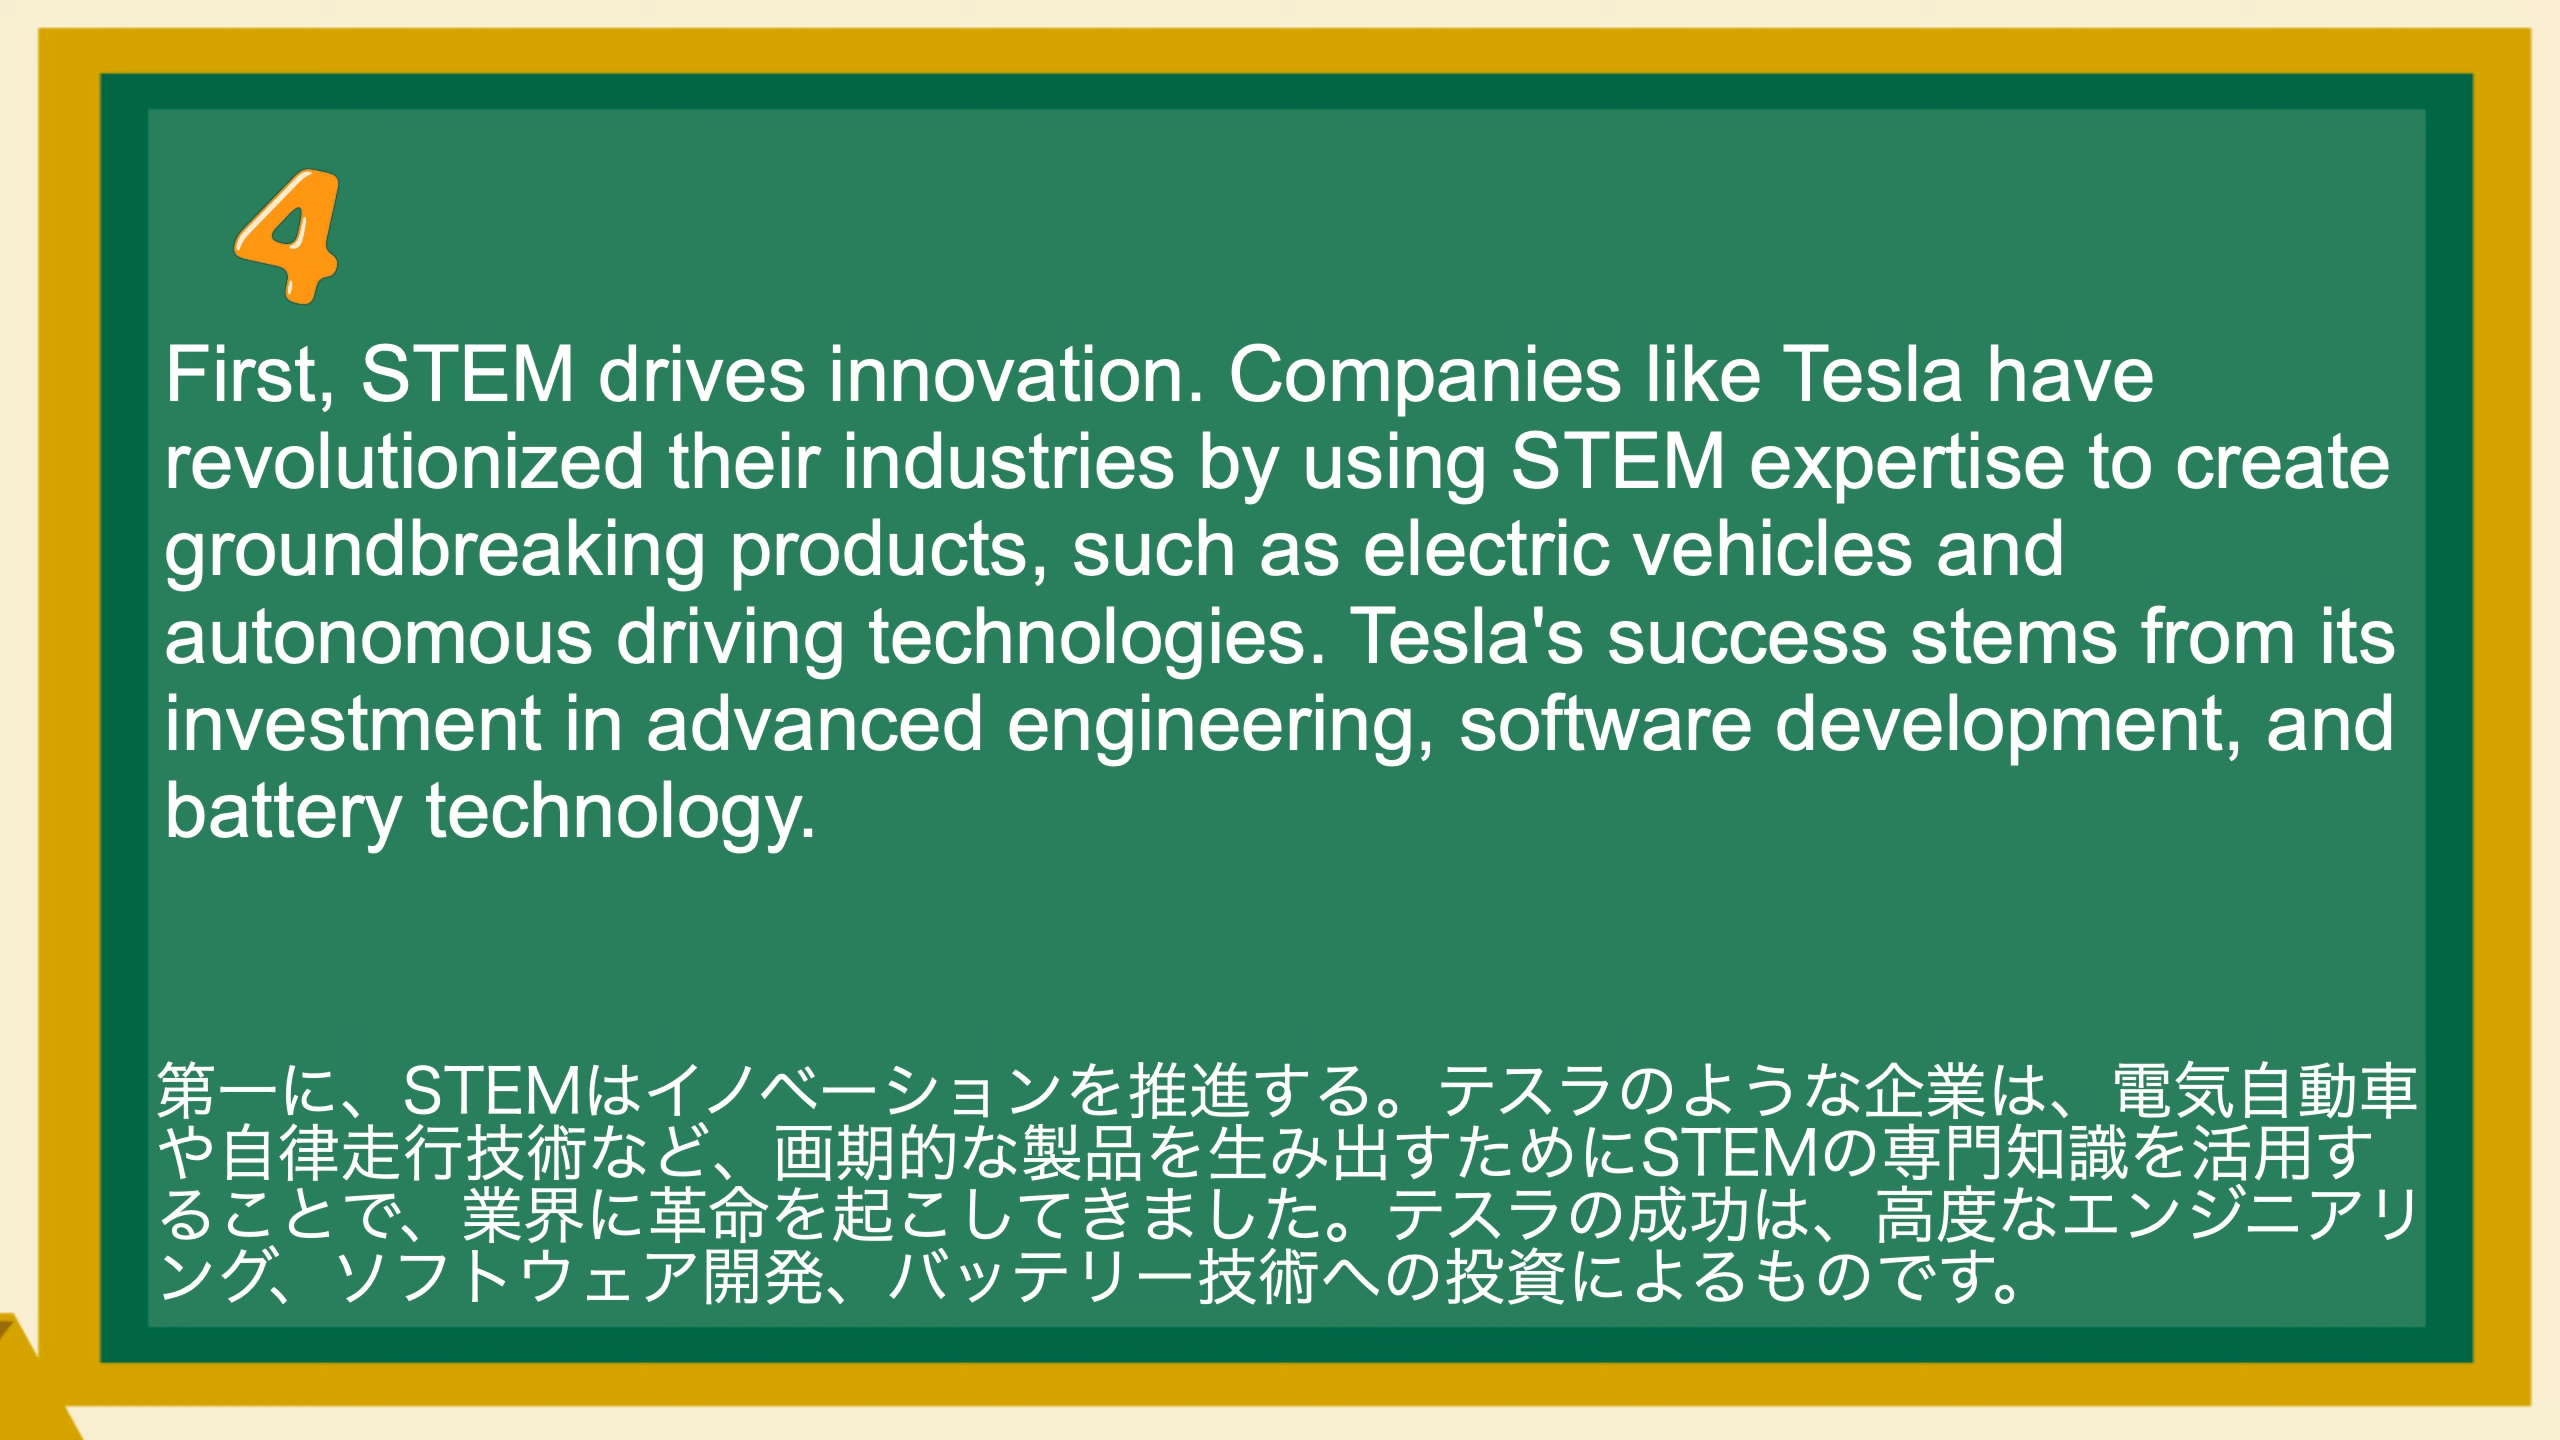 4
First, STEM drives innovation. Companies like Tesla have
revolutionized their industries by using STEM expertise to create
groundbreaking products, such as electric vehicles and
autonomous driving technologies. Tesla's success stems from its
investment in advanced engineering, software development, and
battery technology.
第一に、STEMはイノベーションを推進する。テスラのような企業は、電気自動車
や自律走行技術など、画期的な製品を生み出すためにSTEMの専門知識を活用す
ることで、業界に革命を起こしてきました。テスラの成功は、高度なエンジニアリ
ング、ソフトウェア開発、バッテリー技術への投資によるものです。